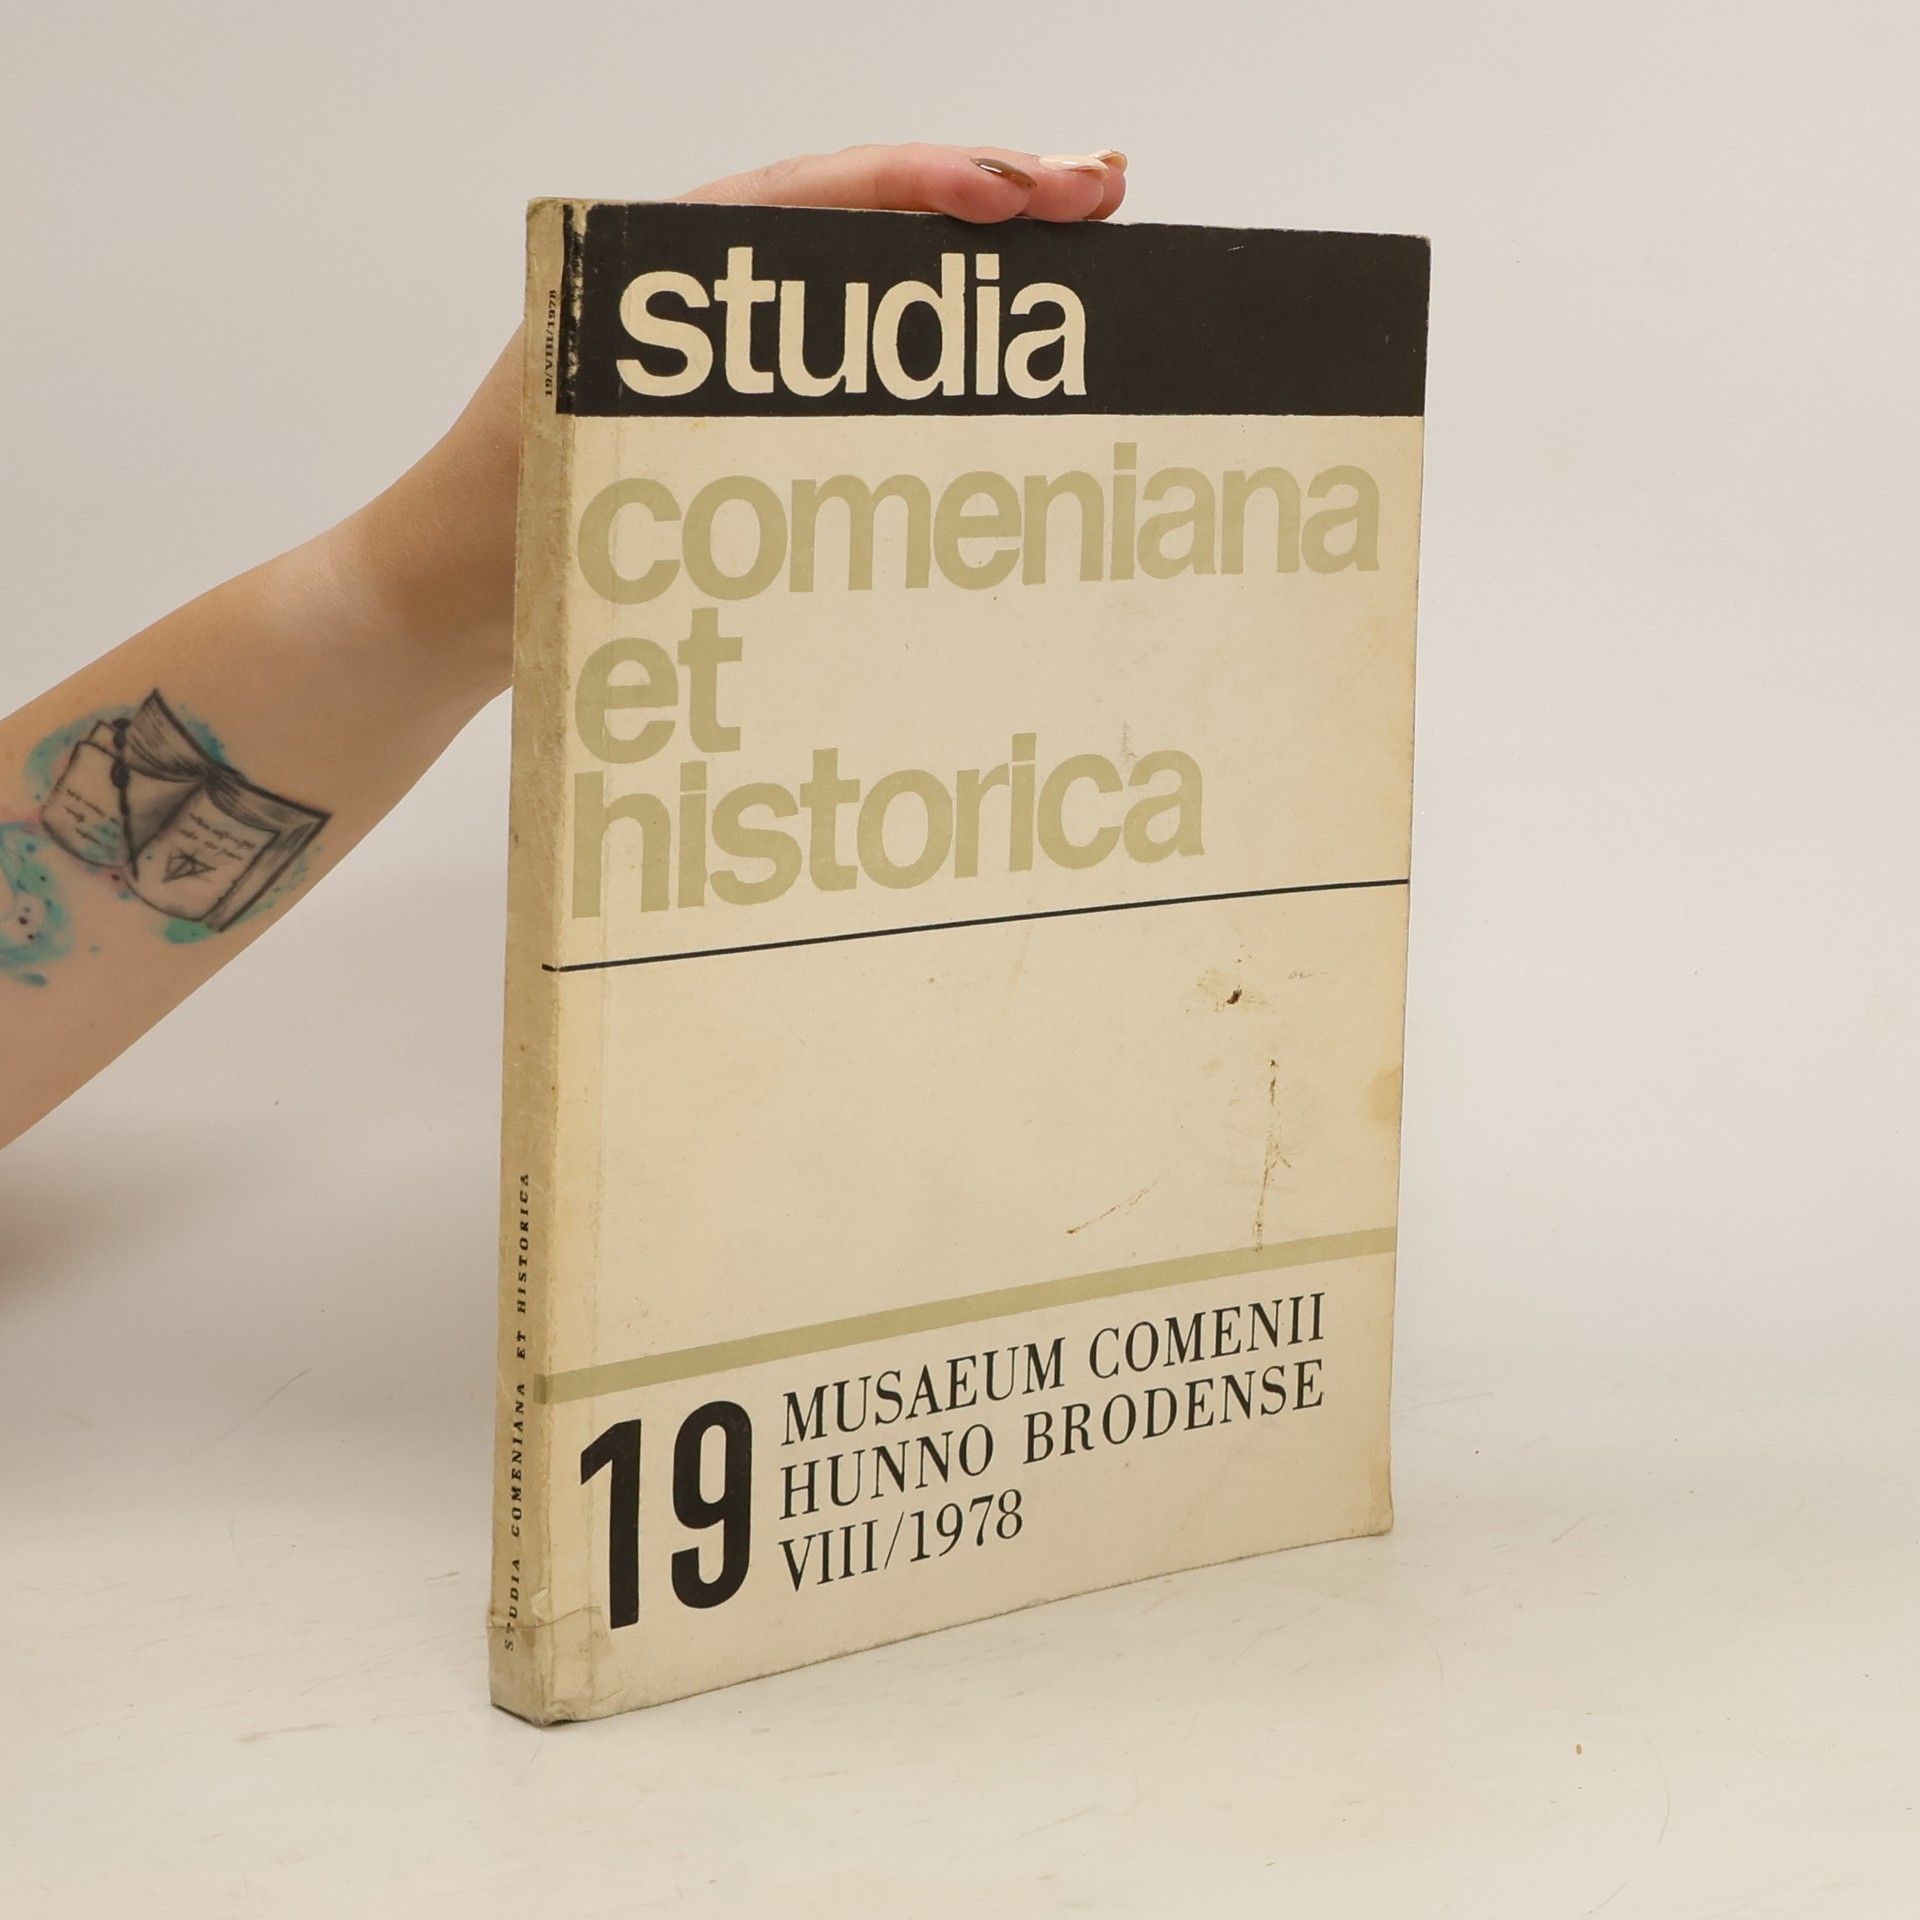 studia
comeniana
et
historica
19
MUSAEUM COMENII
HUNNO BRODENSE
VIII/1978
19/VIII/1978
STUDIA COMENIANA ET HISTORICA